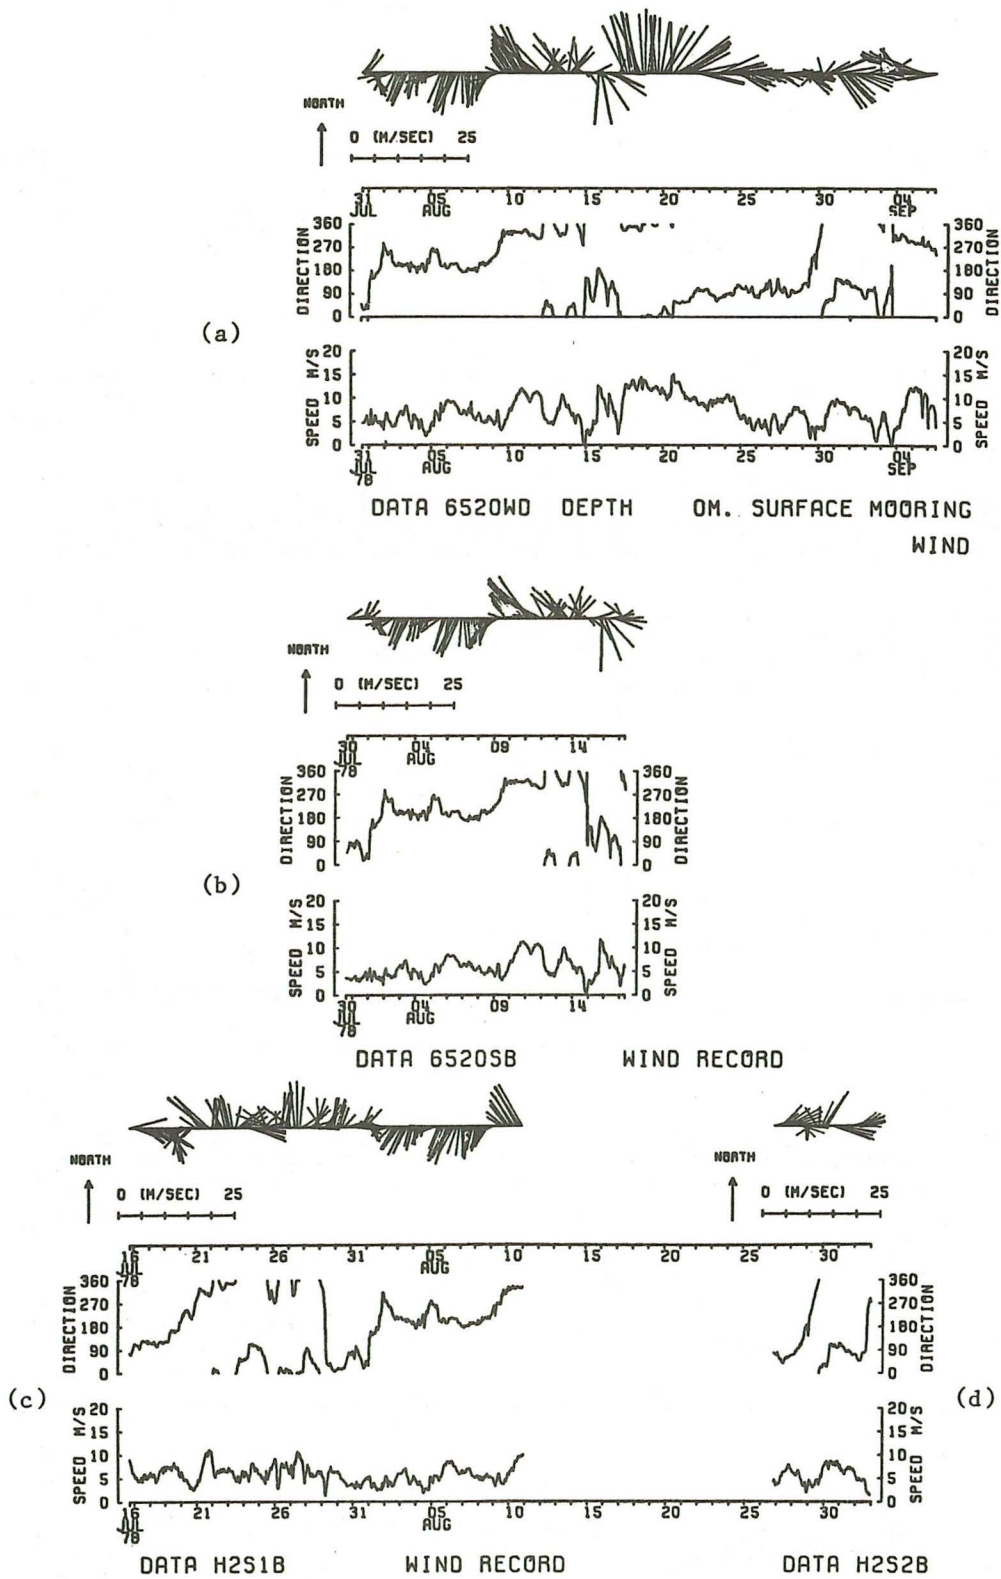 NORTH
0 (M/SEC) 25
31 05 10 15 20 25 30 04
JUL AUG SEP
360 360
270 270
180 180
90 90
0 0
DIRECTION DIRECTION
(a)
20 20
15 15
10 10
5 5
0 0
SPEED M/S SPEED M/S
31 05 10 15 20 25 30 04
JUL AUG SEP
78
DATA 6520WD DEPTH 0M. SURFACE MOORING
WIND
NORTH
0 (M/SEC) 25
30 04 09 14
JUL AUG
78
360 360
270 270
180 180
90 90
0 0
DIRECTION DIRECTION
(b)
20 20
15 15
10 10
5 5
0 0
SPEED M/S SPEED M/S
30 04 09 14
JUL AUG
78
DATA 6520SB WIND RECORD
NORTH NORTH
0 (M/SEC) 25 0 (M/SEC) 25
16 21 26 31 05 10 15 20 25 30
JUL AUG
78
360 360
270 270
180 180
90 90
0 0
DIRECTION DIRECTION
(c) (d)
20 20
15 15
10 10
5 5
0 0
SPEED M/S SPEED M/S
16 21 26 31 05 10 15 20 25 30
JUL AUG
78
DATA H2S1B WIND RECORD DATA H2S2B